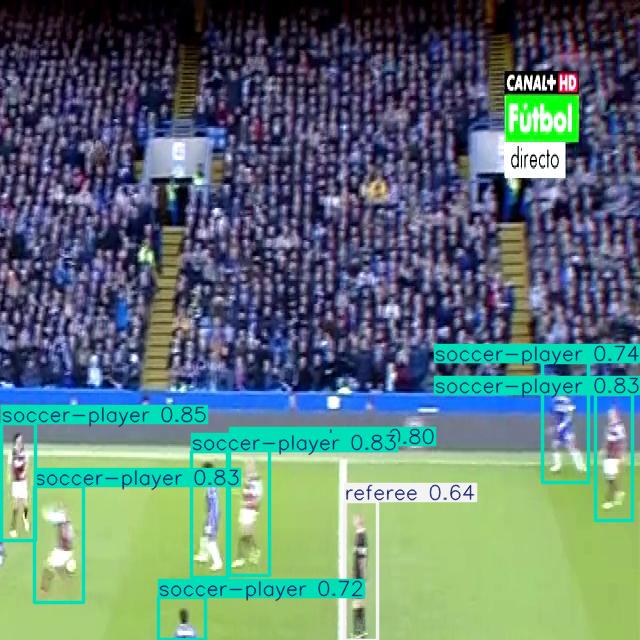 CANAL+ HD
Fútbol
directo
soccer-player 0.74
soccer-player 0.83
soccer-player 0.85
soccer-player 0.83
0.80
soccer-player 0.83
referee 0.64
soccer-player 0.72